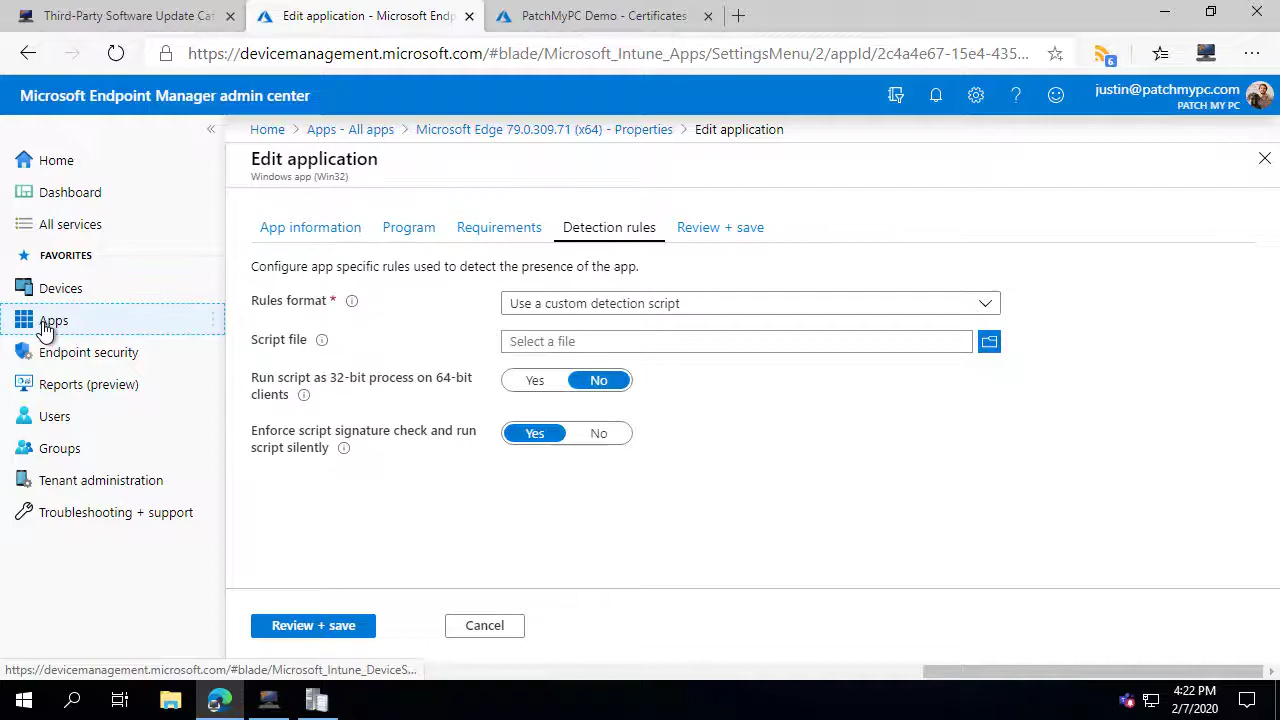 Third-Party Software Update Cat
Edit application - Microsoft Endp
PatchMyPC Demo - Certificates
https://devicemanagement.microsoft.com/#blade/Microsoft_Intune_Apps/SettingsMenu/2/appId/2c4a4e67-15e4-435...
6
Microsoft Endpoint Manager admin center
justin@patchmypc.com
PATCH MY PC
Home
Dashboard
All services
FAVORITES
Devices
Apps
Endpoint security
Reports (preview)
Users
Groups
Tenant administration
Troubleshooting + support
Home > Apps - All apps > Microsoft Edge 79.0.309.71 (x64) - Properties > Edit application
Edit application
Windows app (Win32)
App information Program Requirements Detection rules Review + save
Configure app specific rules used to detect the presence of the app.
Rules format * Use a custom detection script
Script file Select a file
Run script as 32-bit process on 64-bit
clients
Yes No
Enforce script signature check and run
script silently
Yes No
Review + save Cancel
https://devicemanagement.microsoft.com/#blade/Microsoft_Intune_DeviceS...
4:22 PM
2/7/2020